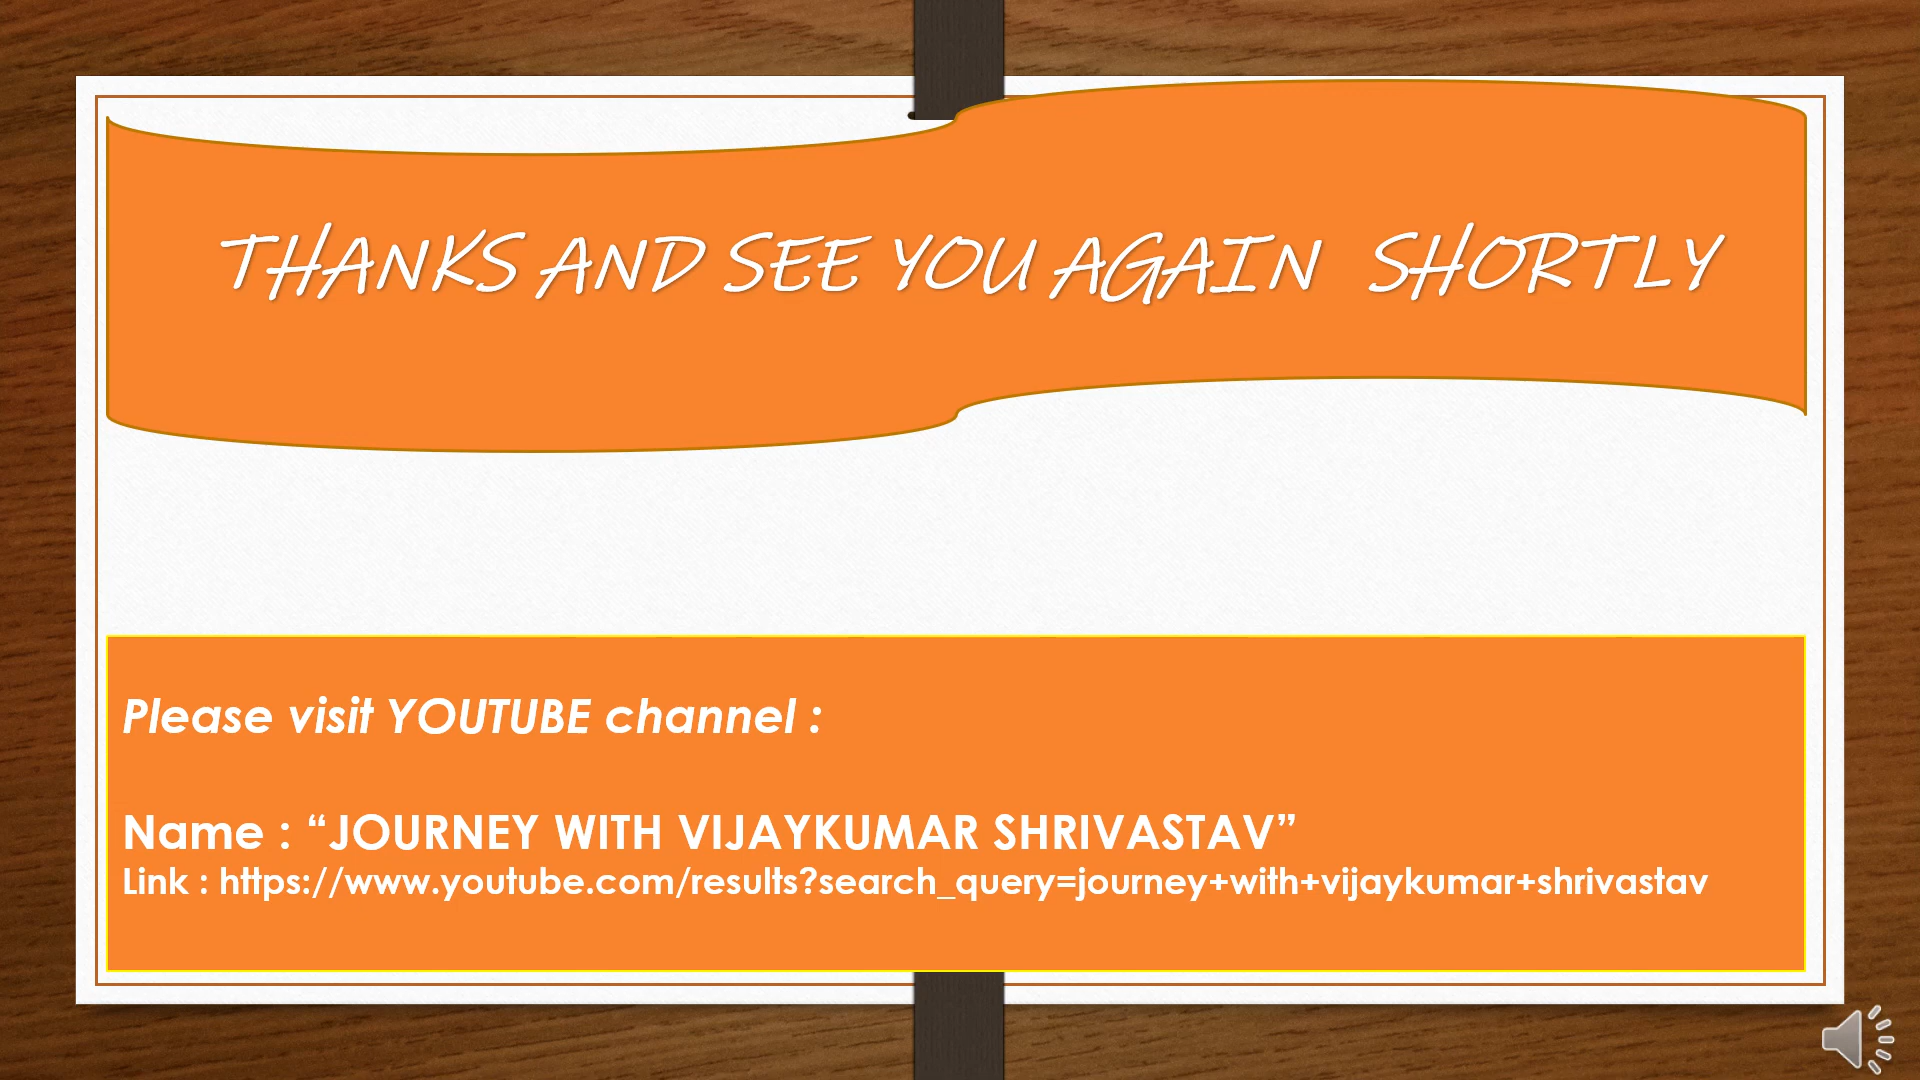 THANKS AND SEE YOU AGAIN SHORTLY
Please visit YOUTUBE channel :
Name : “JOURNEY WITH VIJAYKUMAR SHRIVASTAV”
Link : https://www.youtube.com/results?search_query=journey+with+vijaykumar+shrivastav